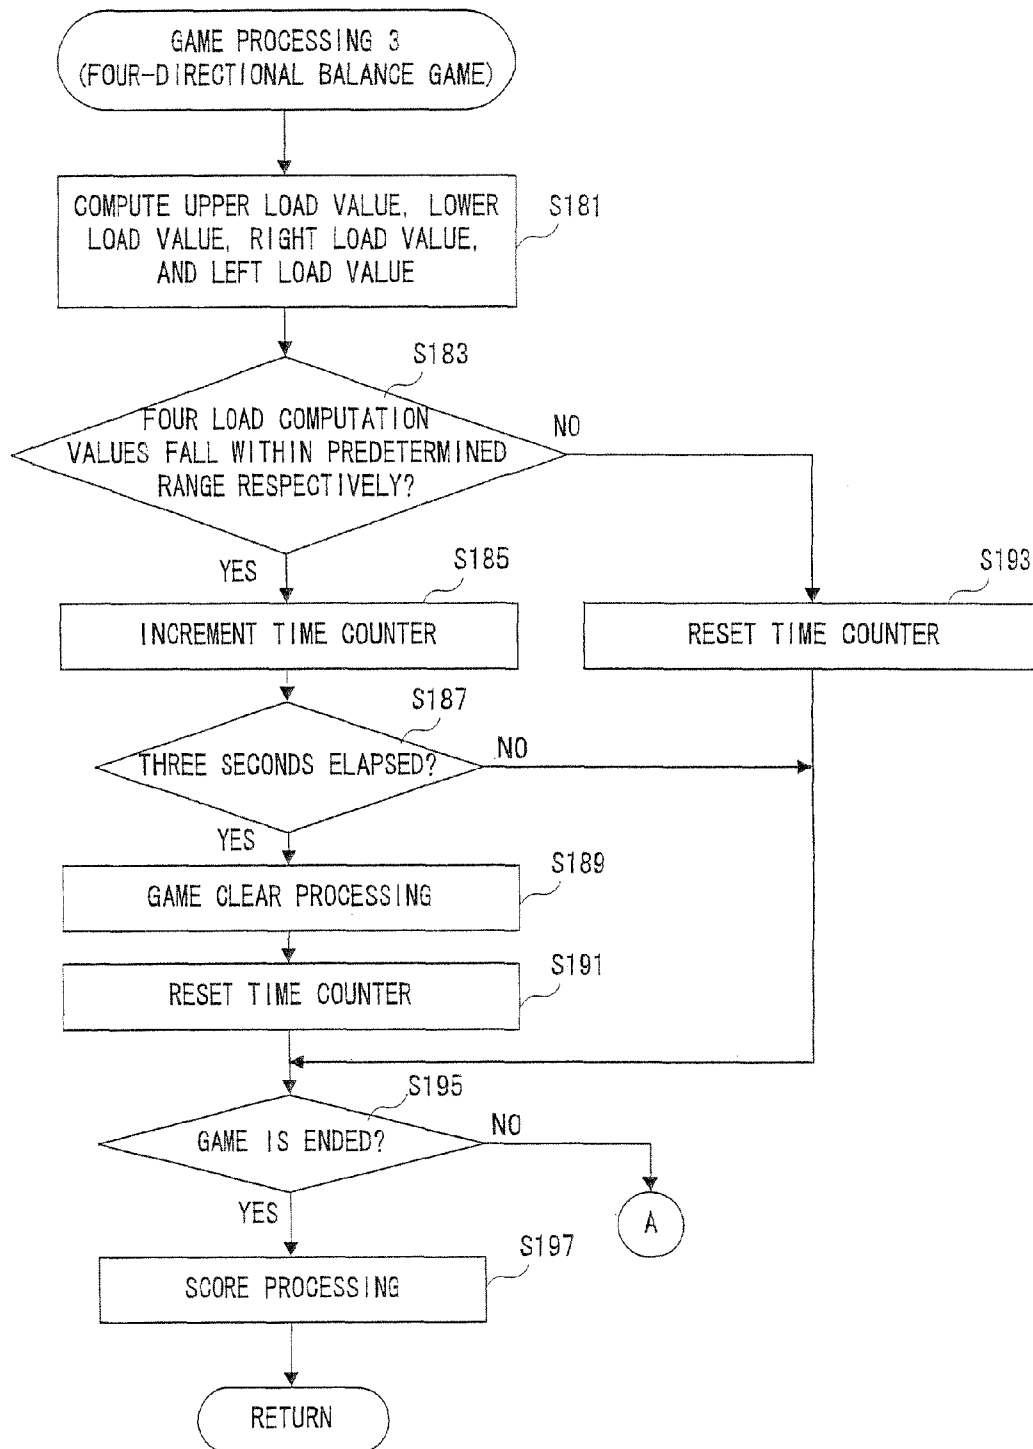 GAME PROCESSING 3
(FOUR-DIRECTIONAL BALANCE GAME)
COMPUTE UPPER LOAD VALUE, LOWER
LOAD VALUE, RIGHT LOAD VALUE,
AND LEFT LOAD VALUE
S181
S183
FOUR LOAD COMPUTATION
VALUES FALL WITHIN PREDETERMINED
RANGE RESPECTIVELY?
NO
YES
S185
S193
INCREMENT TIME COUNTER
RESET TIME COUNTER
S187
THREE SECONDS ELAPSED?
NO
YES
S189
GAME CLEAR PROCESSING
S191
RESET TIME COUNTER
S195
GAME IS ENDED?
NO
YES
A
S197
SCORE PROCESSING
RETURN